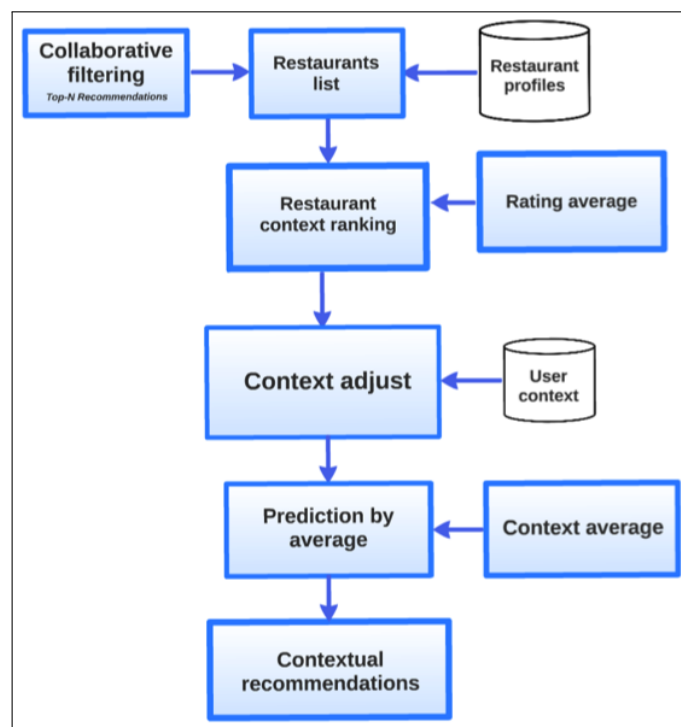 Collaborative
filtering
Top-N Recommendations
Restaurants
list
Restaurant
profiles
Restaurant
context ranking
Rating average
Context adjust
User
context
Prediction by
average
Context average
Contextual
recommendations